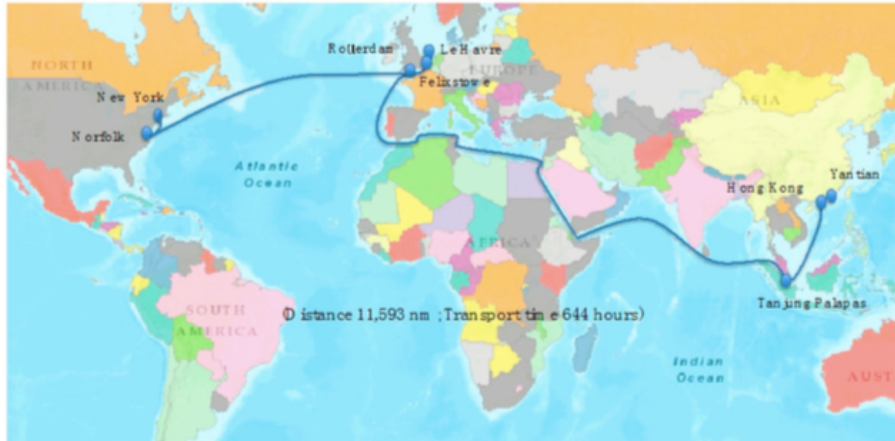 Rotterdam
Le Havre
NORTH
AMERICA
EUROPE
Felixstowe
New York
ASIA
Norfolk
Atlantic
Ocean
Hong Kong
Yantian
AFRICA
Tanjung Palapas
SOUTH
AMERICA
(Distance 11,593 nm ;Transport time 644 hours)
Indian
Ocean
AUST